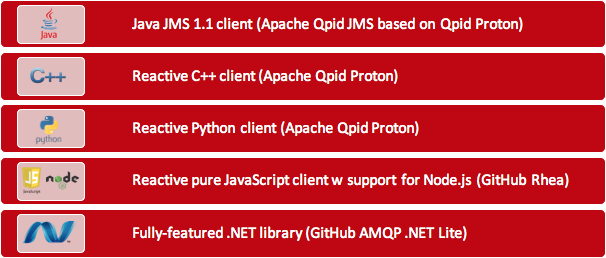 Java
Java JMS 1.1 client (Apache Qpid JMS based on Qpid Proton)
C++
Reactive C++ client (Apache Qpid Proton)
python
Reactive Python client (Apache Qpid Proton)
JS
JavaScript
node
Reactive pure JavaScript client w support for Node.js (GitHub Rhea)
Fully-featured .NET library (GitHub AMQP .NET Lite)